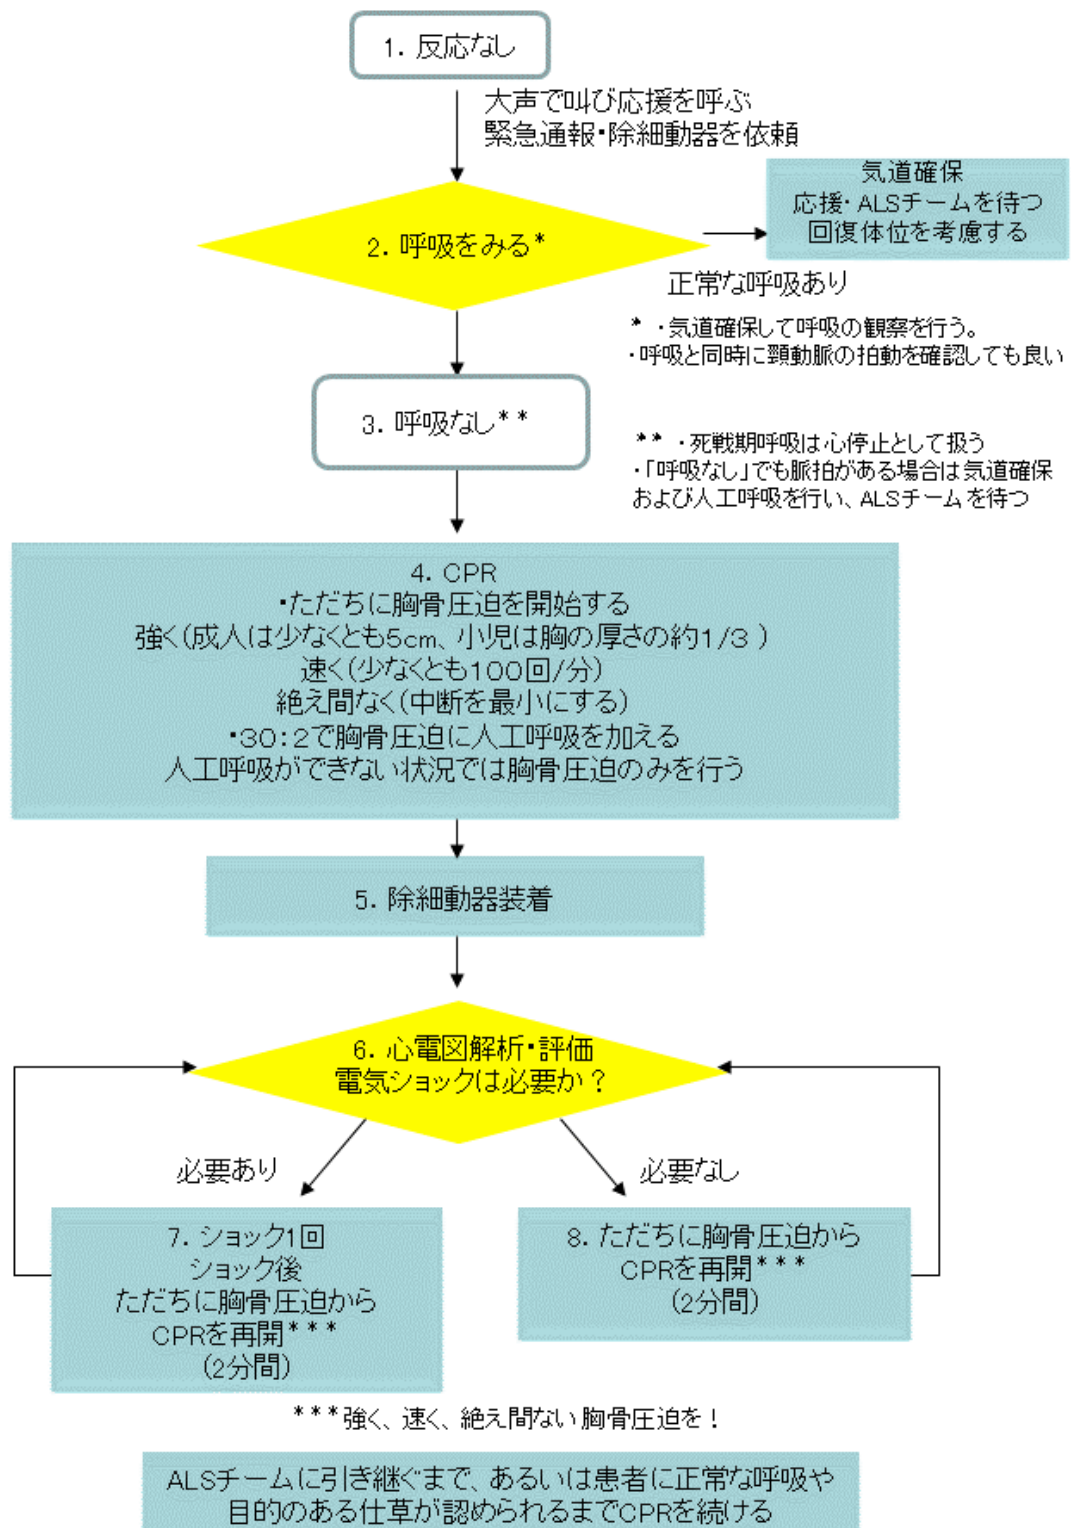 1. 反応なし
大声で叫び応援を呼ぶ
緊急通報・除細動器を依頼
気道確保
応援・ALSチームを待つ
回復体位を考慮する
2. 呼吸をみる*
正常な呼吸あり
* ・気道確保して呼吸の観察を行う。
・呼吸と同時に頸動脈の拍動を確認しても良い
3. 呼吸なし**
** ・死戦期呼吸は心停止として扱う
・「呼吸なし」でも脈拍がある場合は気道確保
および人工呼吸を行い、ALSチームを待つ
4. CPR
・ただちに胸骨圧迫を開始する
強く(成人は少なくとも5cm、小児は胸の厚さの約1/3)
速く(少なくとも100回/分)
絶え間なく(中断を最小にする)
・30:2で胸骨圧迫に人工呼吸を加える
人工呼吸ができない状況では胸骨圧迫のみを行う
5. 除細動器装着
6. 心電図解析・評価
電気ショックは必要か?
必要あり
必要なし
7. ショック1回
ショック後
ただちに胸骨圧迫から
CPRを再開***
(2分間)
8. ただちに胸骨圧迫から
CPRを再開***
(2分間)
***強く、速く、絶え間ない胸骨圧迫を!
ALSチームに引き継ぐまで、あるいは患者に正常な呼吸や
目的のある仕草が認められるまでCPRを続ける